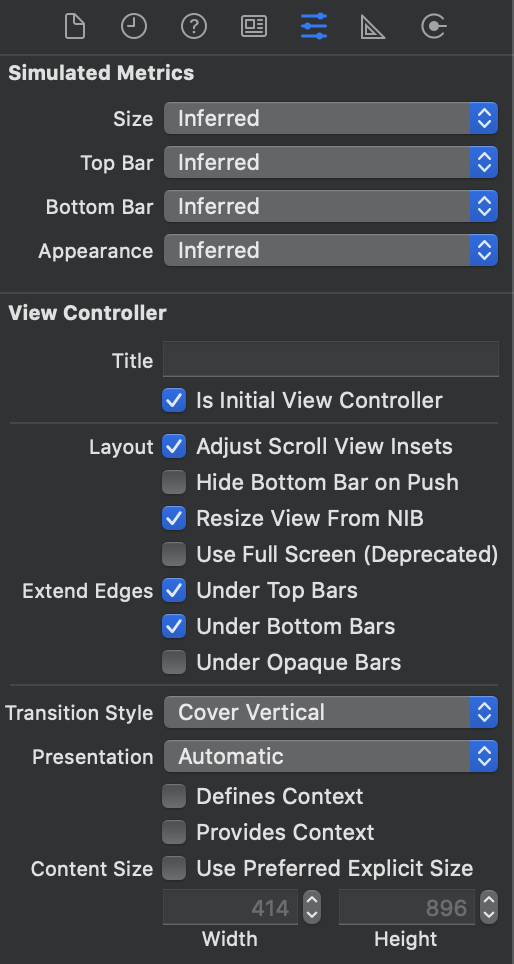 Simulated Metrics
Size Inferred
Top Bar Inferred
Bottom Bar Inferred
Appearance Inferred
View Controller
Title
Is Initial View Controller
Layout Adjust Scroll View Insets
Hide Bottom Bar on Push
Resize View From NIB
Use Full Screen (Deprecated)
Extend Edges Under Top Bars
Under Bottom Bars
Under Opaque Bars
Transition Style Cover Vertical
Presentation Automatic
Defines Context
Provides Context
Content Size Use Preferred Explicit Size
414 896
Width Height